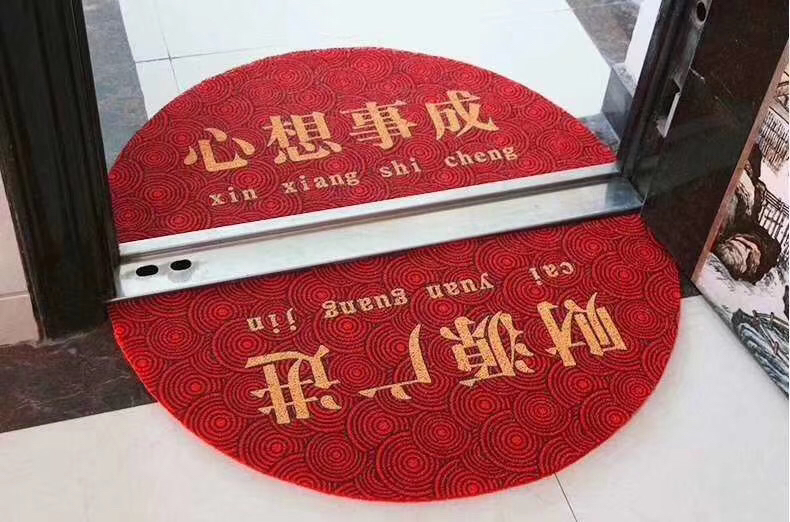 心想事成
xin xiang shi cheng
财源广进
cai yuan guang jin